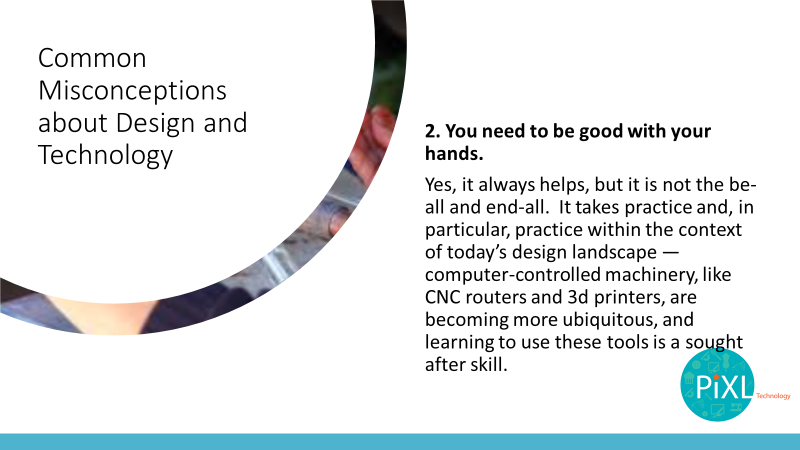 Common
Misconceptions
about Design and
Technology
2. You need to be good with your
hands.
Yes, it always helps, but it is not the be-
all and end-all.  It takes practice and, in
particular, practice within the context
of today’s design landscape —
computer-controlled machinery, like
CNC routers and 3d printers, are
becoming more ubiquitous, and
learning to use these tools is a sought
after skill.
PiXL Technology